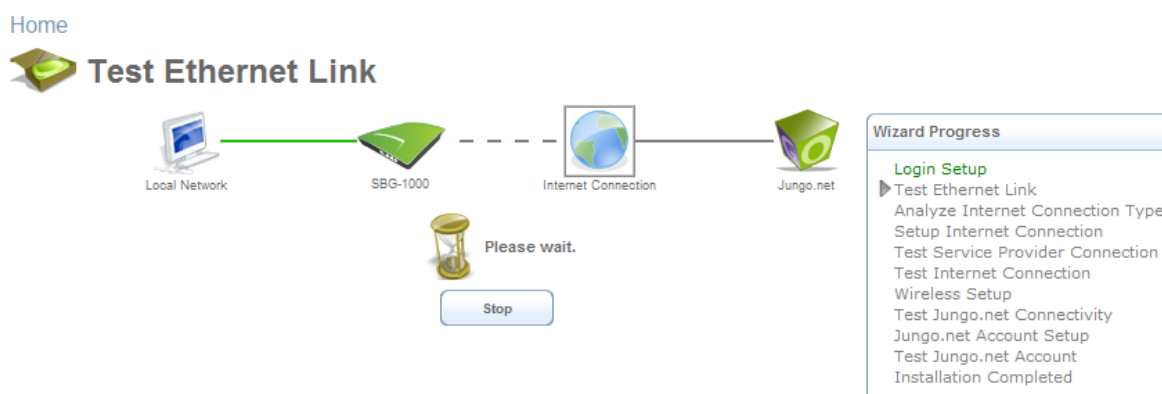 Home
Test Ethernet Link
Local Network
SBG-1000
Internet Connection
Jungo.net
GO
Please wait.
Stop
Wizard Progress
Login Setup
Test Ethernet Link
Analyze Internet Connection Type
Setup Internet Connection
Test Service Provider Connection
Test Internet Connection
Wireless Setup
Test Jungo.net Connectivity
Jungo.net Account Setup
Test Jungo.net Account
Installation Completed